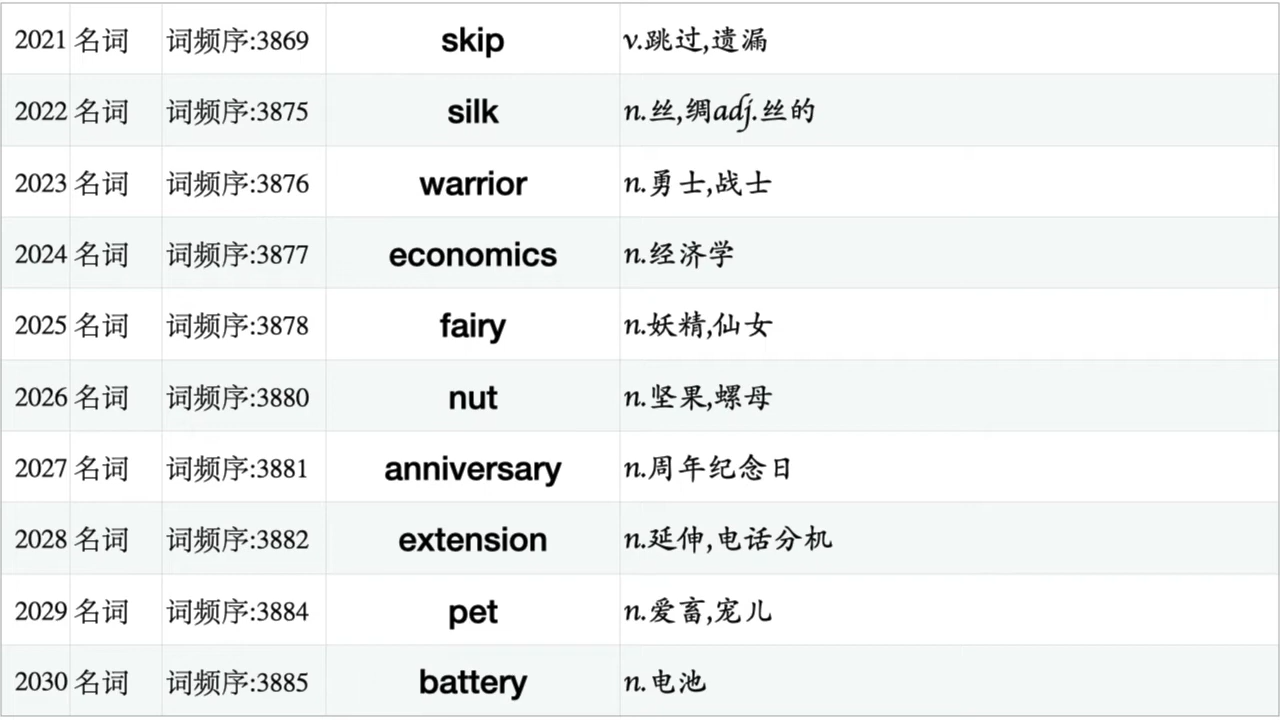 2021 名词 词频序:3869 skip v.跳过,遗漏
2022 名词 词频序:3875 silk n.丝,绸adj.丝的
2023 名词 词频序:3876 warrior n.勇士,战士
2024 名词 词频序:3877 economics n.经济学
2025 名词 词频序:3878 fairy n.妖精,仙女
2026 名词 词频序:3880 nut n.坚果,螺母
2027 名词 词频序:3881 anniversary n.周年纪念日
2028 名词 词频序:3882 extension n.延伸,电话分机
2029 名词 词频序:3884 pet n.爱畜,宠儿
2030 名词 词频序:3885 battery n.电池